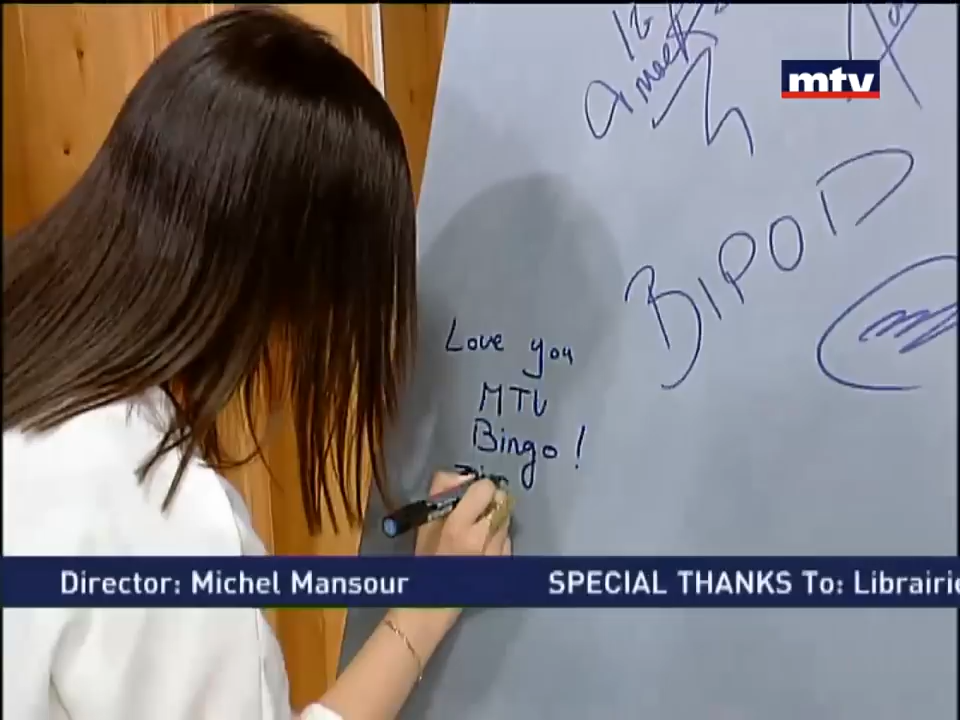 mtv
BIPOD
Love you
MTV
Bingo!
Director: Michel Mansour
SPECIAL THANKS To: Librairie